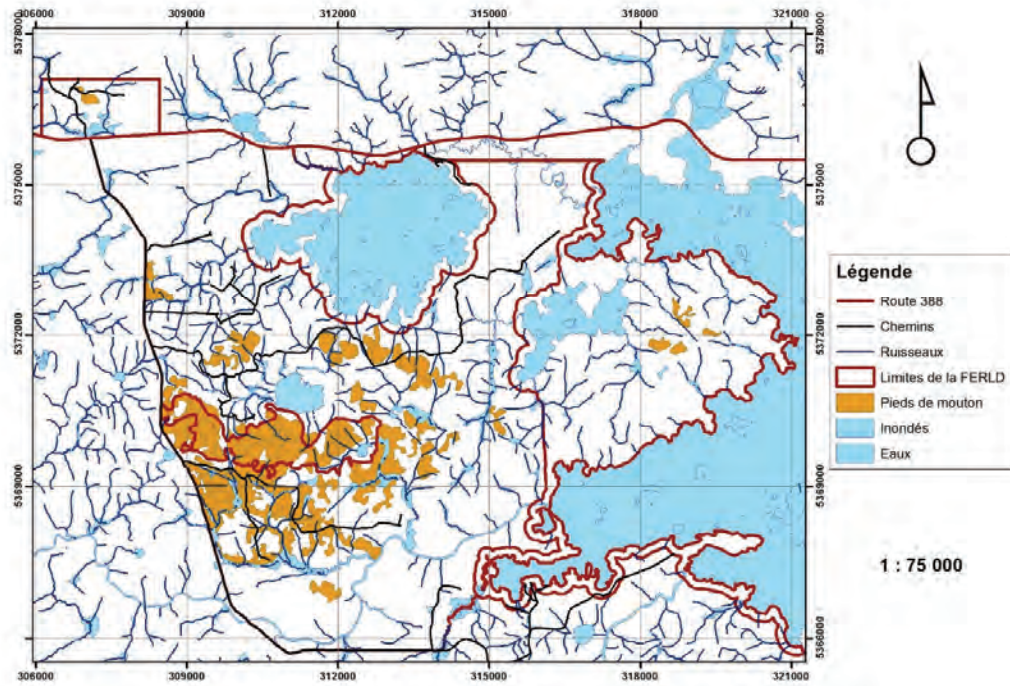 306000 309000 312000 315000 318000 321000
5378000 5378000
5375000 5375000
5372000 5372000
5369000 5369000
5366000 5366000
306000 309000 312000 315000 318000 321000
Légende
Route 388
Chemins
Ruisseaux
Limites de la FERLD
Pieds de mouton
Inondés
Eaux
1 : 75 000